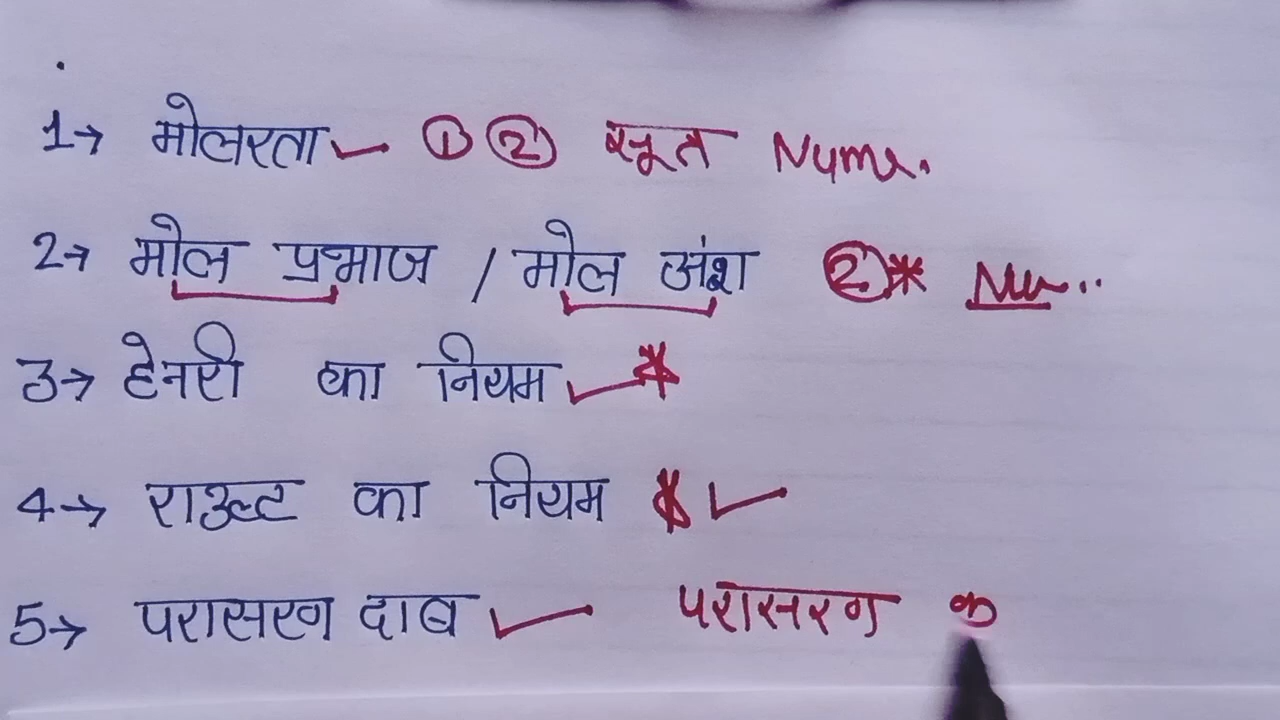 1→ मोलरता ① ② सूत्र Nume.
2→ मोल प्रभाज / मोल अंश ②* Nu..
3→ हेनरी का नियम *
4→ राउल्ट का नियम *
5→ परासरण दाब परासरण क